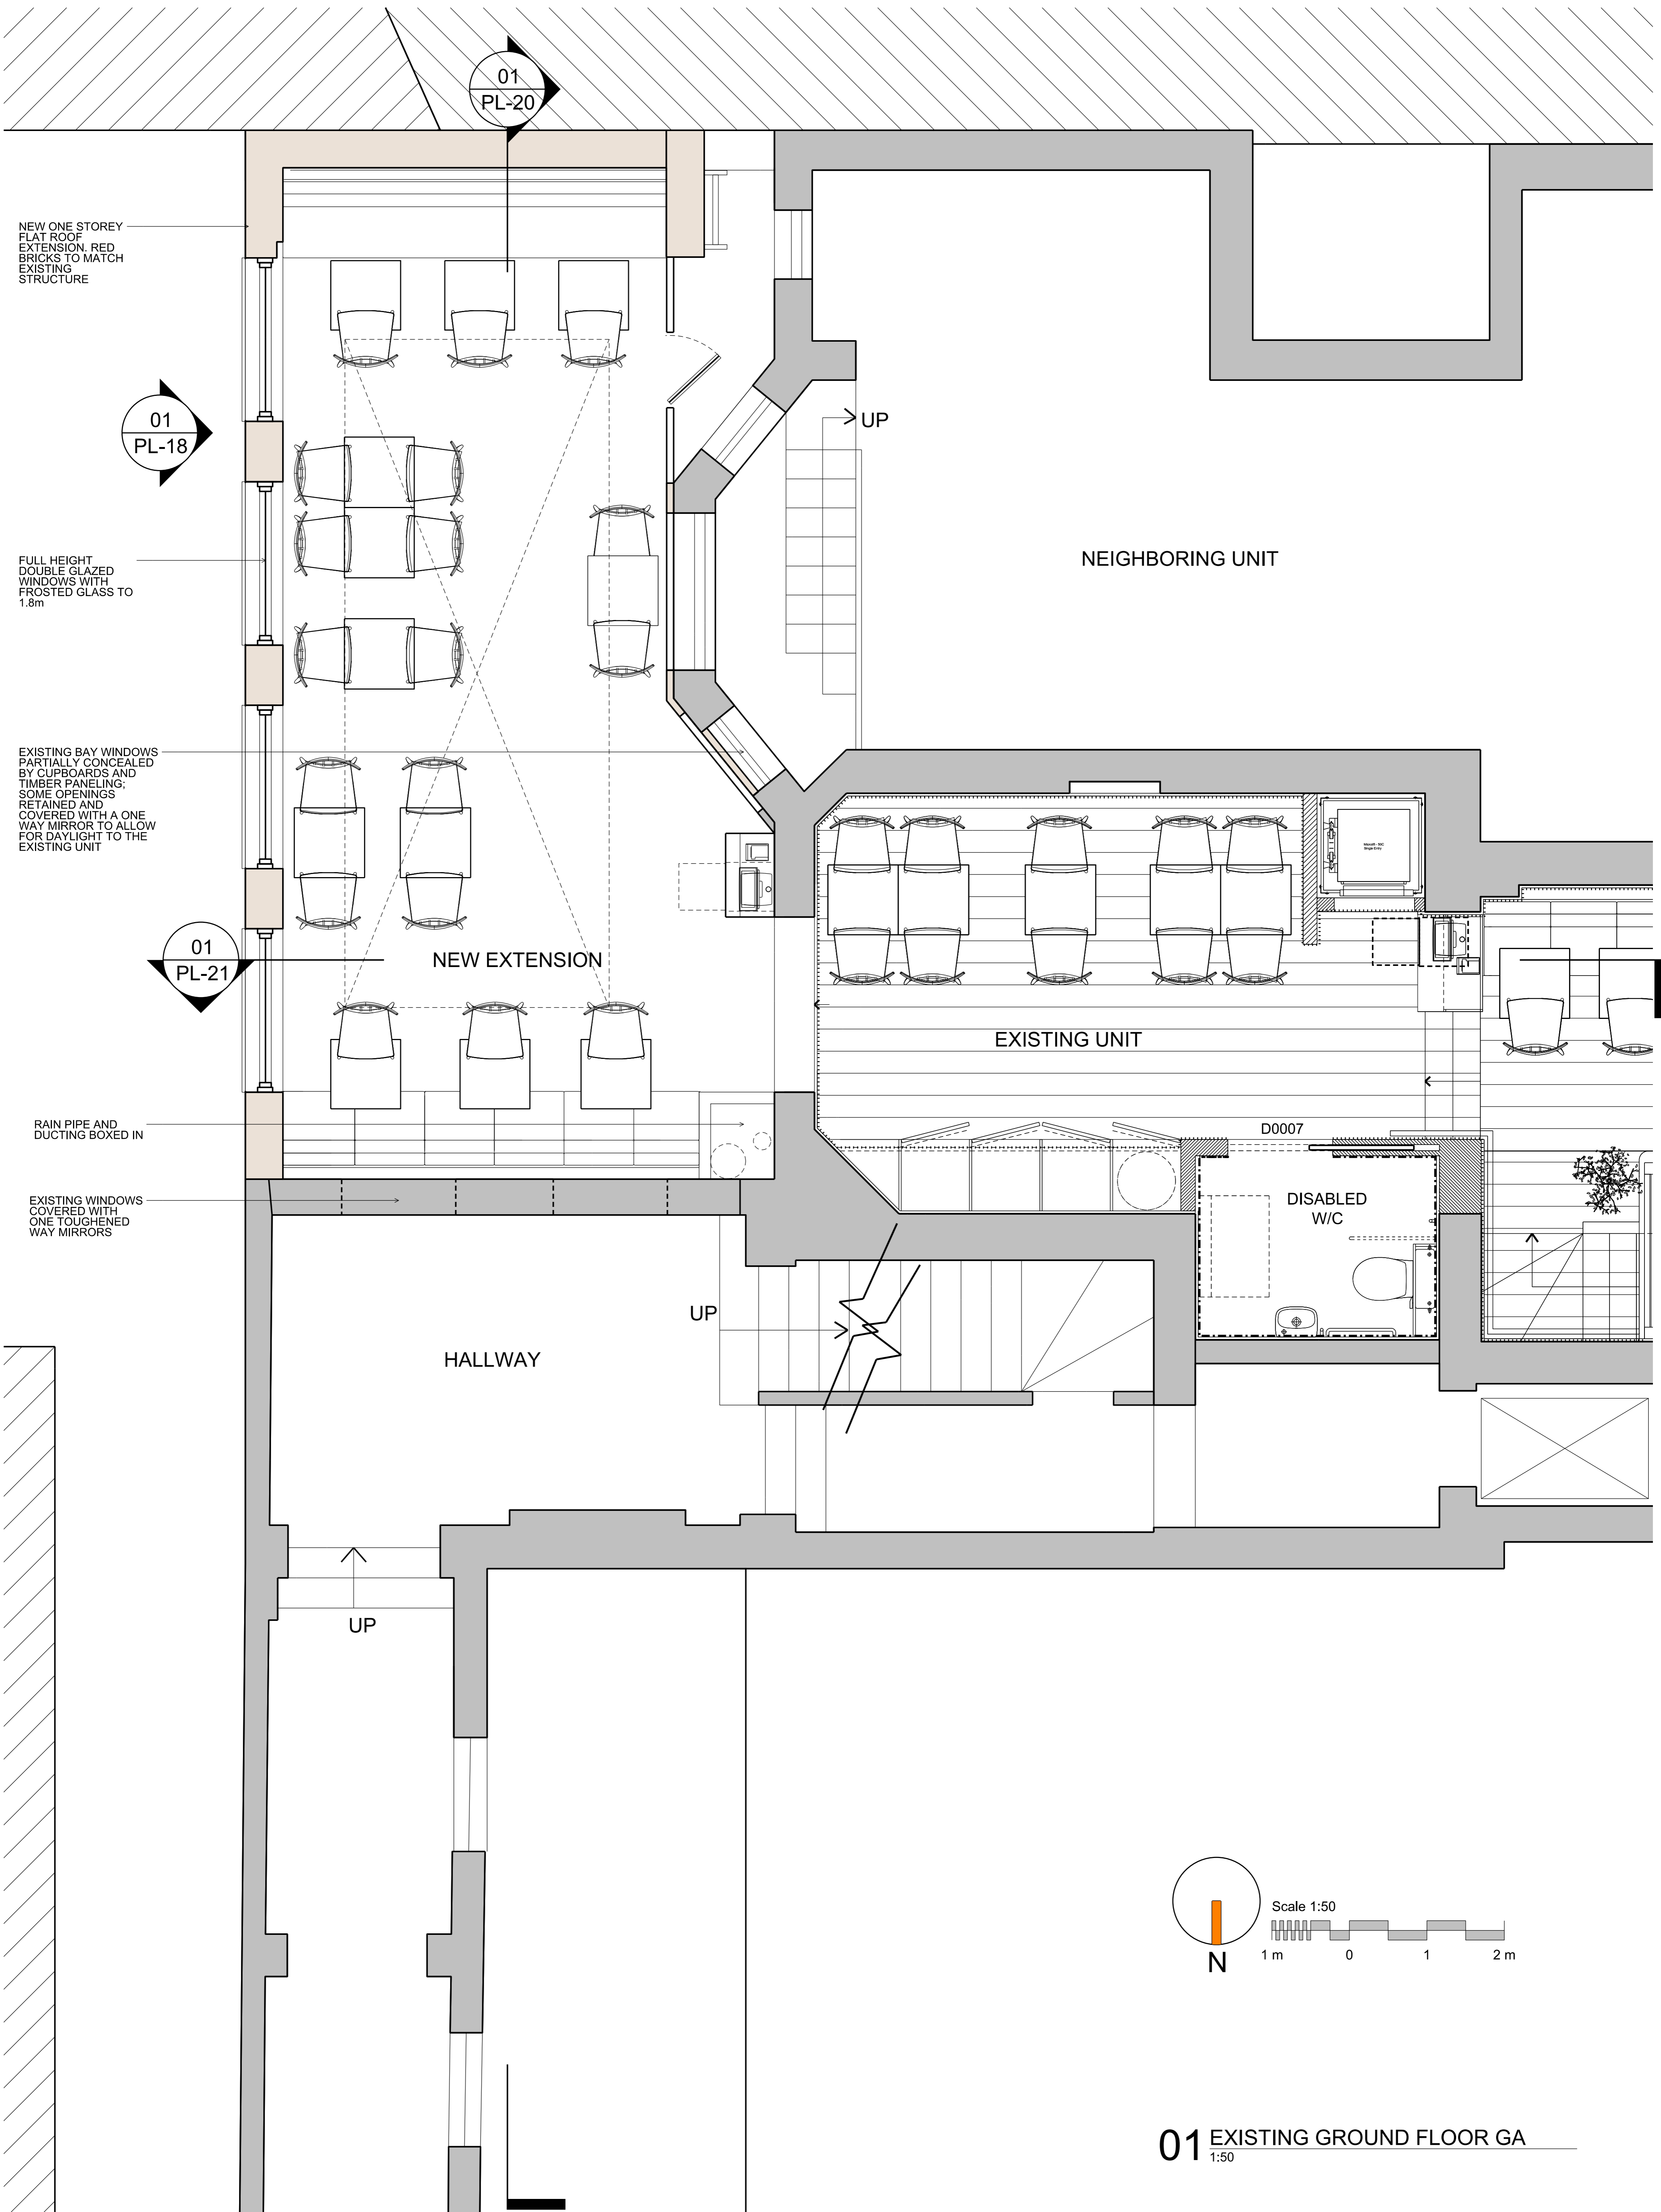 01
PL-20
NEW ONE STOREY
FLAT ROOF
EXTENSION. RED
BRICKS TO MATCH
EXISTING
STRUCTURE
01
PL-18
UP
NEIGHBORING UNIT
FULL HEIGHT
DOUBLE GLAZED
WINDOWS WITH
FROSTED GLASS TO
1.8m
EXISTING BAY WINDOWS
PARTIALLY CONCEALED
BY CUPBOARDS AND
TIMBER PANELING;
SOME OPENINGS
RETAINED AND
COVERED WITH A ONE
WAY MIRROR TO ALLOW
FOR DAYLIGHT TO THE
EXISTING UNIT
01
PL-21
NEW EXTENSION
EXISTING UNIT
RAIN PIPE AND
DUCTING BOXED IN
D0007
EXISTING WINDOWS
COVERED WITH
ONE TOUGHENED
WAY MIRRORS
DISABLED
W/C
UP
HALLWAY
UP
Scale 1:50
N
1 m 0 1 2 m
01 EXISTING GROUND FLOOR GA
1:50